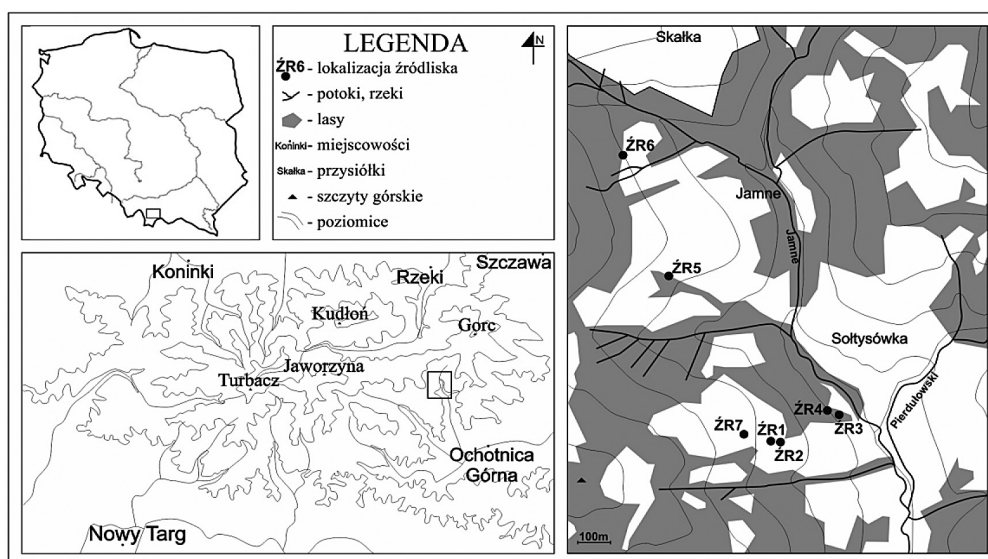 LEGENDA
N
ŹR6 - lokalizacja źródliska
- potoki, rzeki
- lasy
Koninki - miejscowości
Skałka - przysiółki
- szczyty górskie
- poziomice
Koninki
Rzeki
Szczawa
Kudłoń
Gorc
Jaworzyna
Turbacz
Ochotnica
Górna
Nowy Targ
Skałka
ŹR6
Jamne
Jamne
ŹR5
Sołtysówka
Pierdułowski
ŹR4
ŹR3
ŹR7
ŹR1
ŹR2
100m